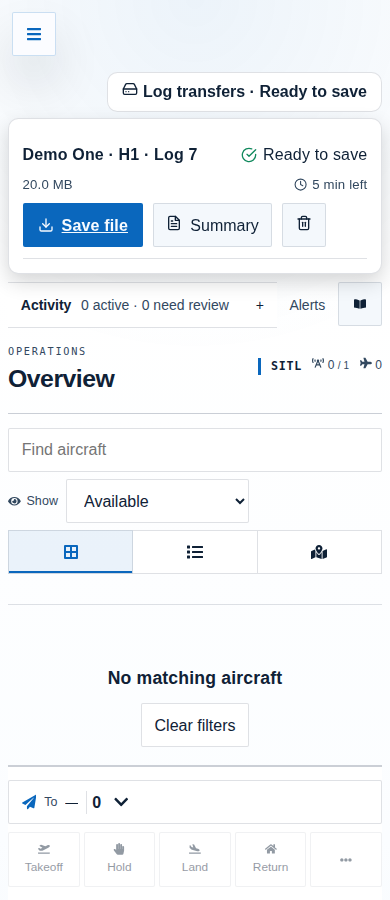 Log transfers · Ready to save
Demo One · H1 · Log 7 Ready to save
20.0 MB 5 min left
Save file Summary
Activity 0 active · 0 need review + Alerts
OPERATIONS
Overview SITL 0 / 1 0
Find aircraft
Show Available
No matching aircraft
Clear filters
To — 0
Takeoff Hold Land Return